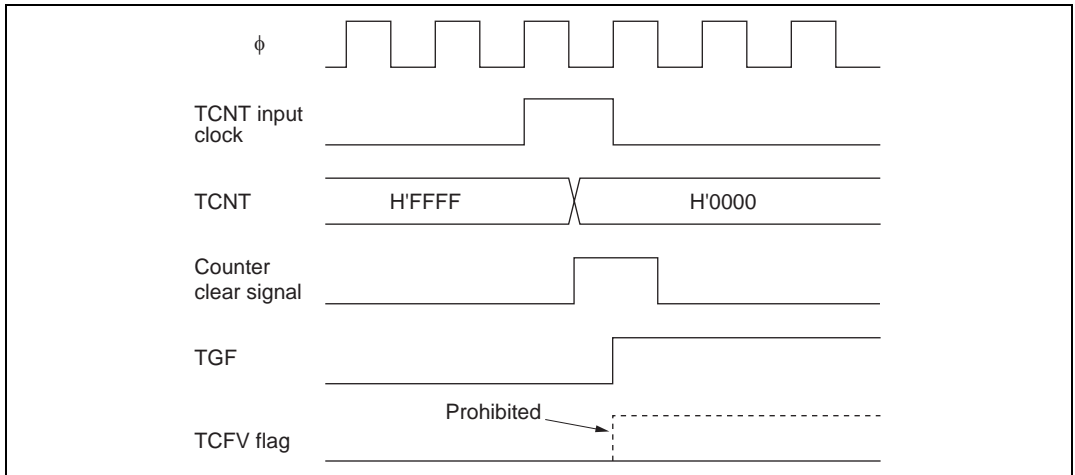 ϕ
TCNT input
clock
TCNT
H'FFFF
H'0000
Counter
clear signal
TGF
Prohibited
TCFV flag